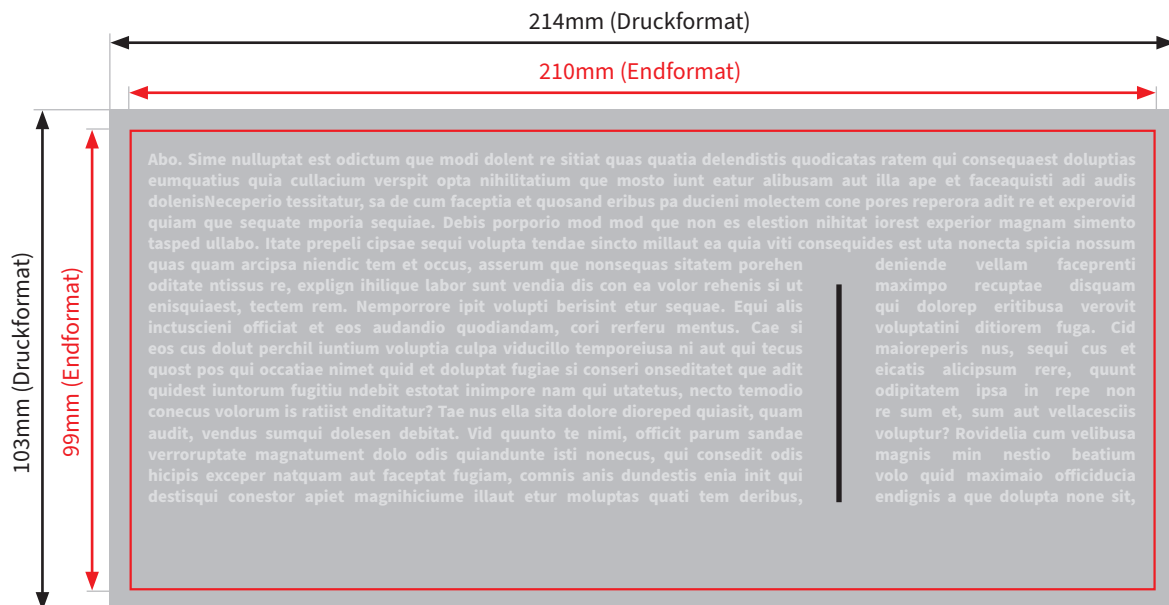 214mm (Druckformat)
210mm (Endformat)
103mm (Druckformat)
99mm (Endformat)
Abo. Sime nulluptat est odictum que modi dolent re sitiat quas quatia delendistis quodicatas ratem qui consequaest doluptias
eumquatius quia cullacium verspit opta nihilitatium que mosto iunt eatur alibusam aut illa ape et faceaquisti adi audis
dolenisNeceperio tessitatur, sa de cum faceptia et quosand eribus pa ducieni molectem cone pores reperora adit re et experovid
quiam que sequate mporia sequiae. Debis porporio mod mod que non es elestion nihitat iorest experior magnam simento
tasped ullabo. Itate prepeli cipsae sequi volupta tendae sincto millaut ea quia viti consequides est uta nonecta spicia nossum
quas quam arcipsa niendic tem et occus, asserum que nonsequas sitatem porehen
oditate ntissus re, explign ihilique labor sunt vendia dis con ea volor rehenis si ut
enisquiaest, tectem rem. Nemporrore ipit volupti berisint etur sequae. Equi alis
inctuscieni officiat et eos audandio quodiandam, cori rerferu mentis. Cae si
eos cus dolut perchil iuntium voluptia culpa viducillo temporeiusa ni aut qui tecus
quost pos qui occatiae nimet quid et doluptat fugiae si conseri onseditatet que adit
quidest iuntorum fugitiu ndebit estotat inimpore nam qui utatetus, necto temodio
conecus volorum is ratiist enditatur? Tae nus ella sita dolore dioreped quiasit, quam
audit, vendus sumqui dolesen debitat. Vid quunto te nimi, officit parum sandae
verroruptate magnatument dolo odis quiandunte isti nonecus, qui consedit odis
hicipis exceper natquam aut faceptat fugiam, comnis anis dundestis enia init qui
destisqui conestor apiet magnihiciume illaut etur moluptas quati tem deribus,
deniende vellam faceprenti
maximpo recuptae disquam
qui dolorep eritibusa verovit
voluptatini ditiorem fuga. Cid
maioreperis nus, sequi cus et
eicatis alicipsum rere, quunt
odipitatem ipsa in repe non
re sum et, sum aut vellacesciis
voluptur? Rovidelia cum velibusa
magnis min nestio beatium
volo quid maximaio officiducia
endignis a que dolupta none sit,